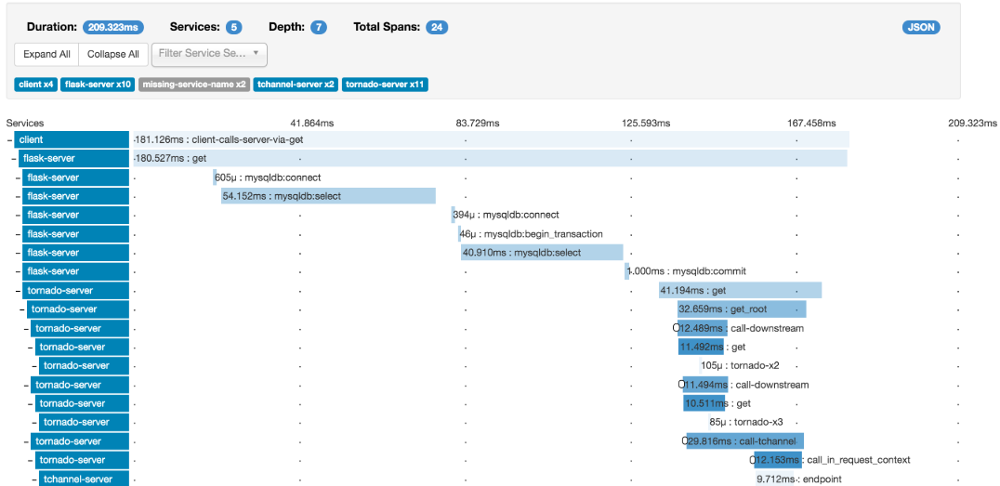 Duration: 209.323ms Services: 5 Depth: 7 Total Spans: 24 JSON
Expand All Collapse All Filter Service Se...
client x4 flask-server x10 missing-service-name x2 tchannel-server x2 tornado-server x11
Services 41.864ms 83.729ms 125.593ms 167.458ms 209.323ms
- client 181.126ms : client-calls-server-via-get
- flask-server 180.527ms : get
- flask-server 605μ : mysqldb:connect
- flask-server 54.152ms : mysqldb:select
- flask-server 394μ : mysqldb:connect
- flask-server 46μ : mysqldb:begin_transaction
- flask-server 40.910ms : mysqldb:select
- flask-server 1.000ms : mysqldb:commit
- tornado-server 41.194ms : get
- tornado-server 32.659ms : get_root
- tornado-server 12.489ms : call-downstream
- tornado-server 11.492ms : get
- tornado-server 105μ : tornado-x2
- tornado-server 11.494ms : call-downstream
- tornado-server 10.511ms : get
- tornado-server 85μ : tornado-x3
- tornado-server 29.816ms : call-tchannel
- tornado-server 12.153ms : call_in_request_context
- tchannel-server 9.712ms : endpoint